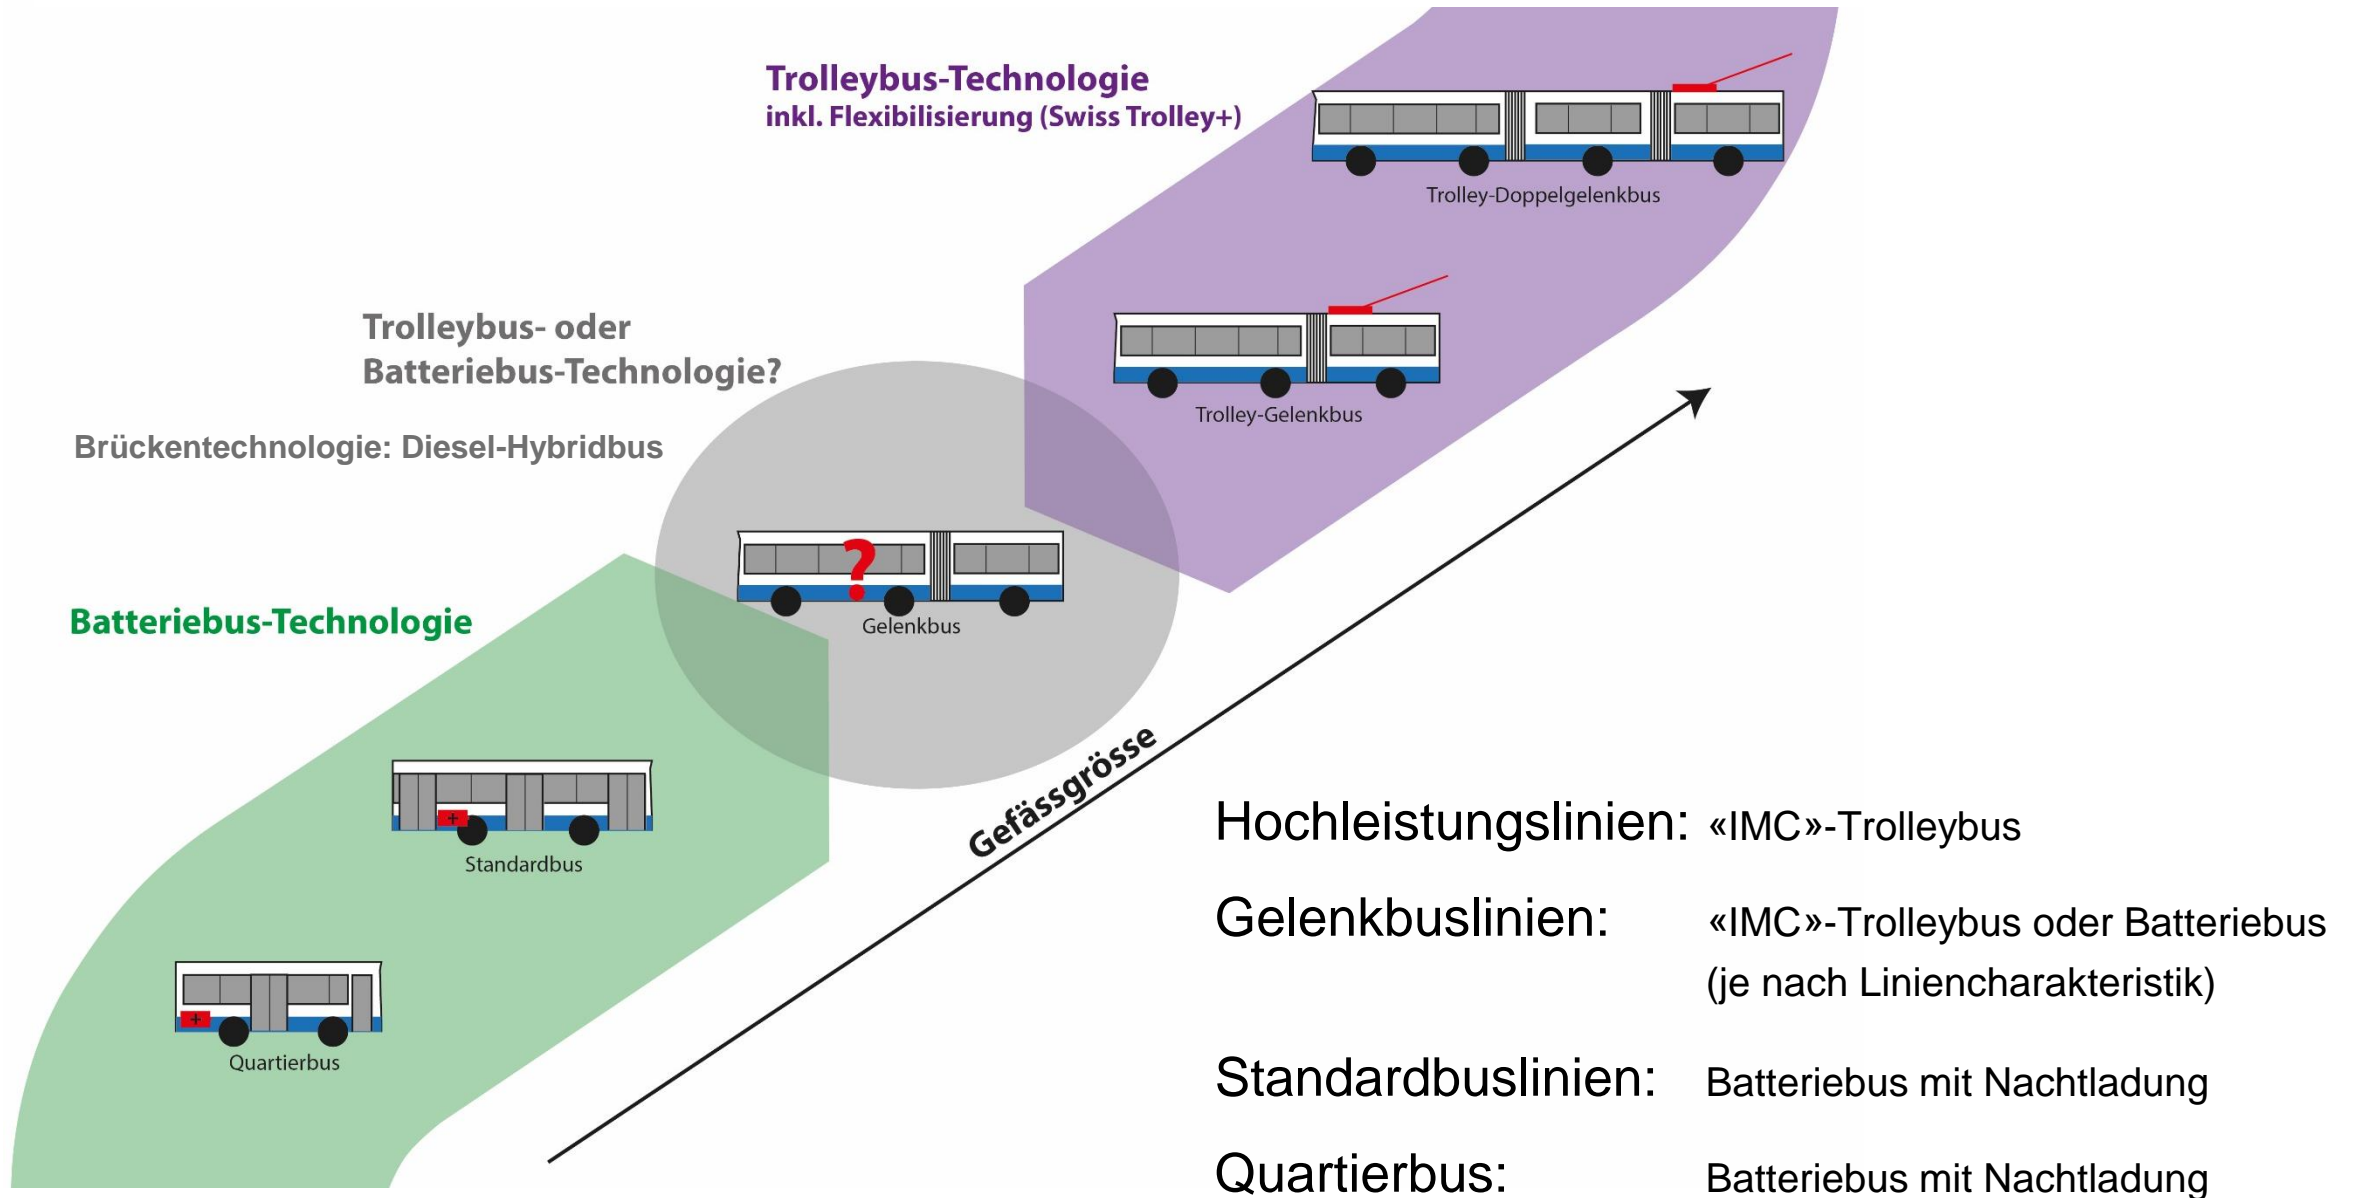 Trolleybus-Technologie
inkl. Flexibilisierung (Swiss Trolley+)
Trolley-Doppelgelenkbus
Trolleybus- oder
Batteriebus-Technologie?
Trolley-Gelenkbus
Brückentechnologie: Diesel-Hybridbus
?
Gelenkbus
Batteriebus-Technologie
+
Standardbus
+
Quartierbus
Gefässgrösse
Hochleistungslinien: «IMC»-Trolleybus
Gelenkbuslinien: «IMC»-Trolleybus oder Batteriebus
(je nach Liniencharakteristik)
Standardbuslinien: Batteriebus mit Nachtladung
Quartierbus: Batteriebus mit Nachtladung